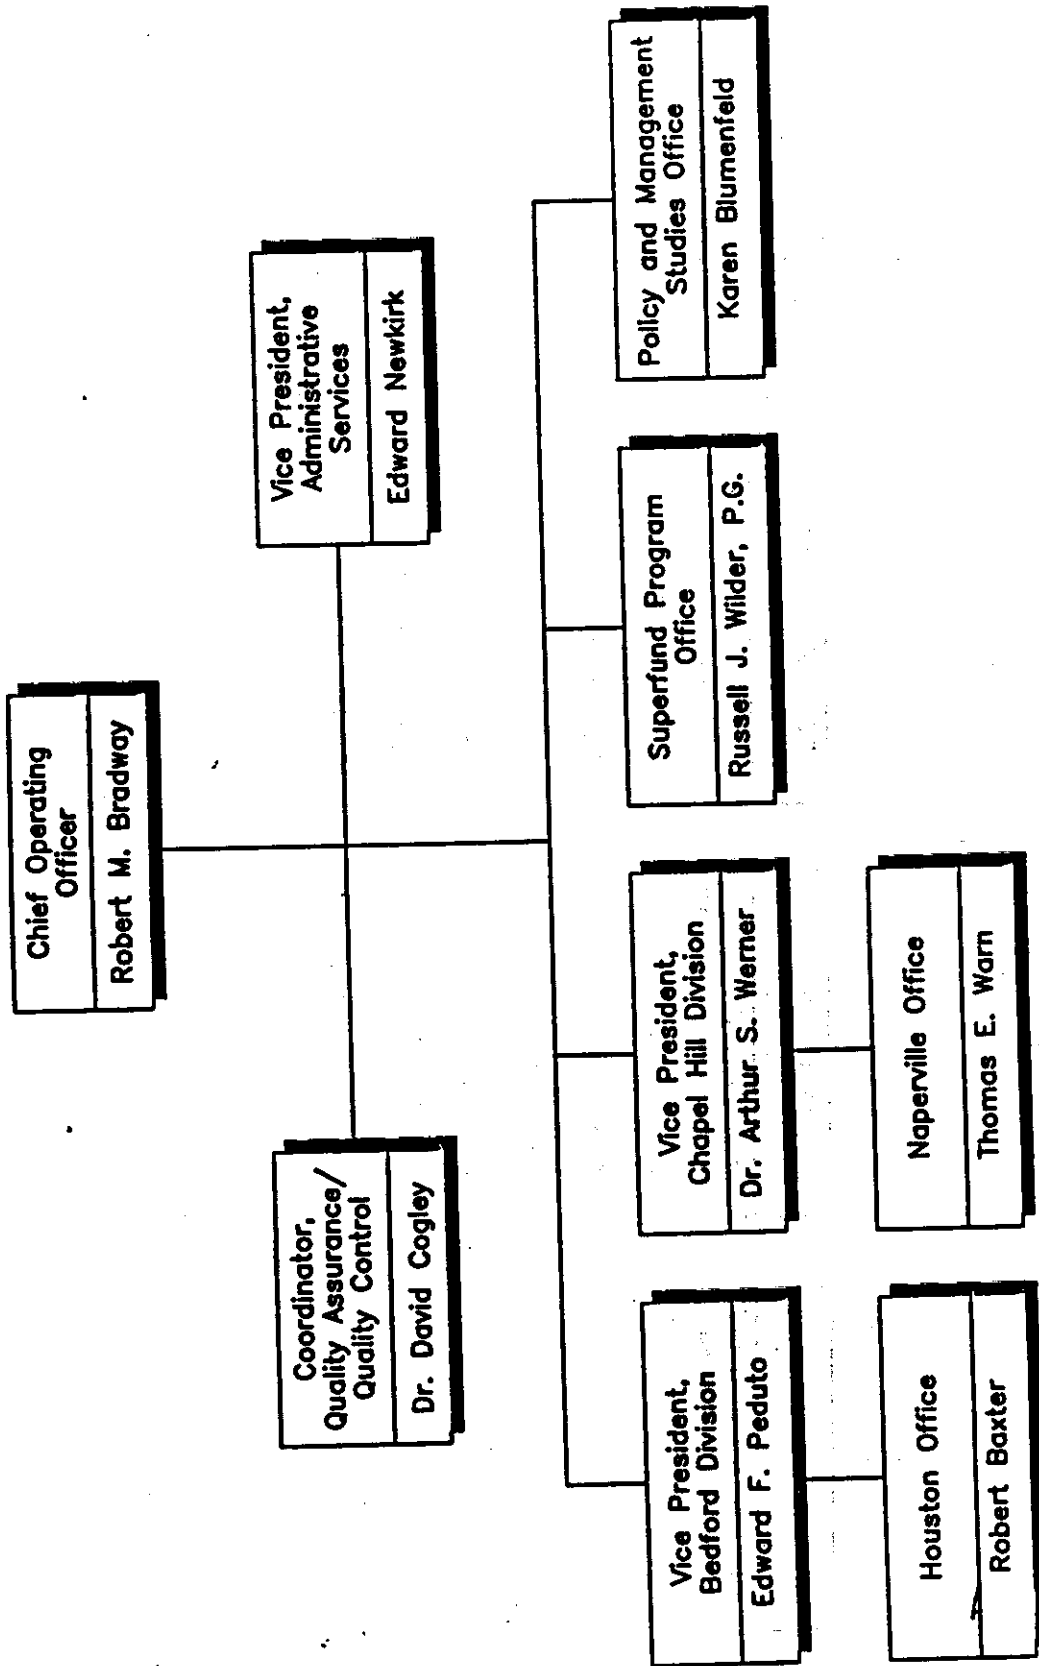 Chief Operating
Officer
Robert M. Bradway
Coordinator,
Quality Assurance/
Quality Control
Dr. David Cogley
Vice President,
Administrative
Services
Edward Newkirk
Vice President,
Bedford Division
Edward F. Peduto
Vice President,
Chapel Hill Division
Dr. Arthur S. Werner
Superfund Program
Office
Russell J. Wilder, P.G.
Policy and Management
Studies Office
Karen Blumenfeld
Houston Office
Robert Baxter
Naperville Office
Thomas E. Warn